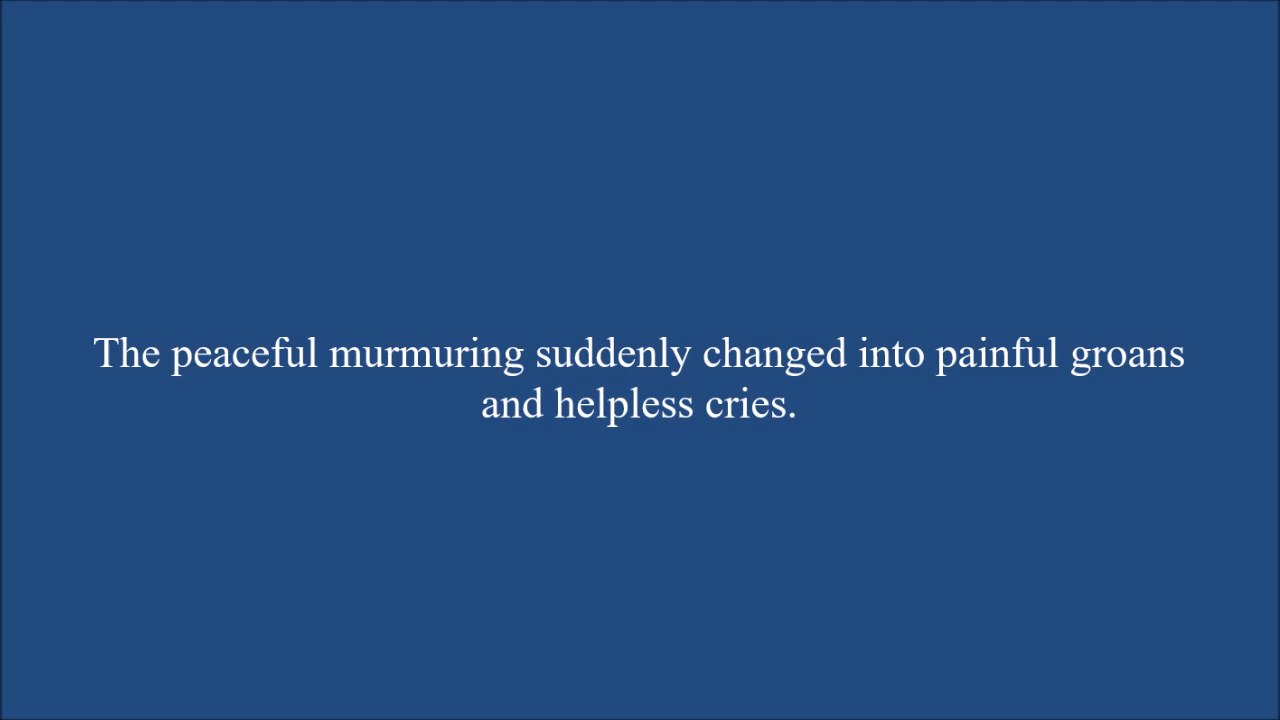 The peaceful murmuring suddenly changed into painful groans
and helpless cries.